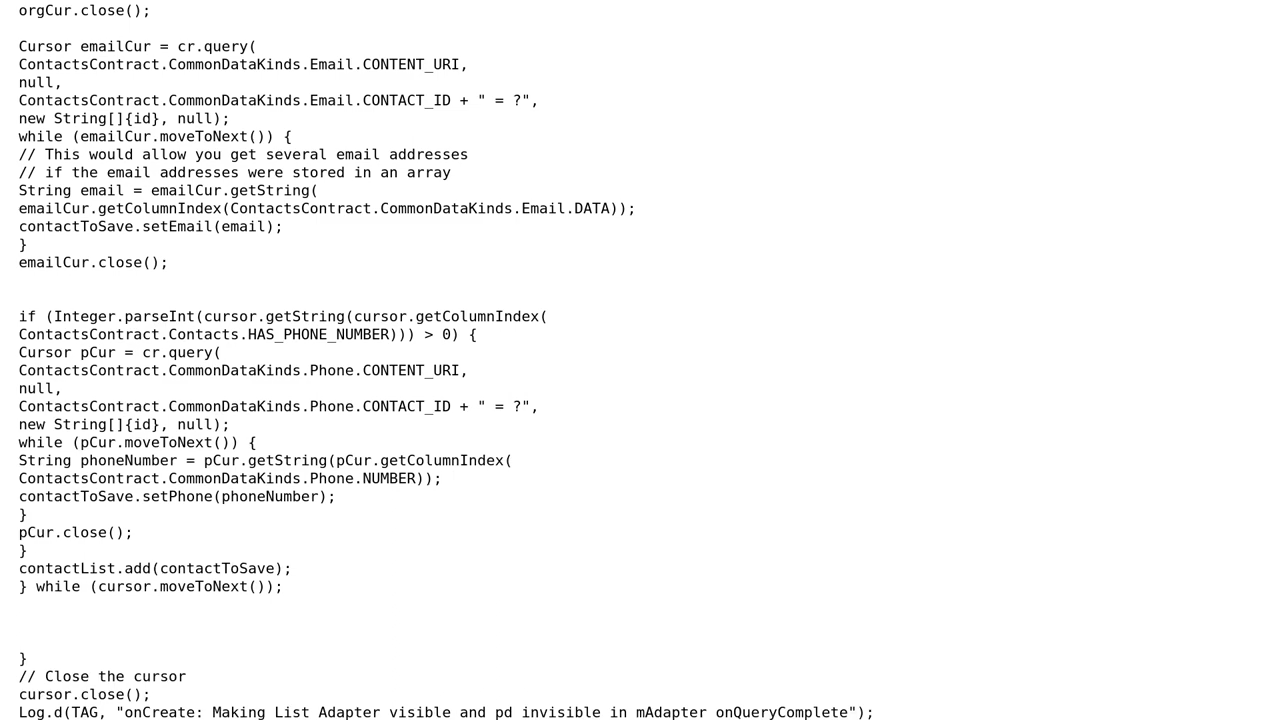 orgCur.close();
Cursor emailCur = cr.query(
ContactsContract.CommonDataKinds.Email.CONTENT_URI,
null,
ContactsContract.CommonDataKinds.Email.CONTACT_ID + " = ?",
new String[]{id}, null);
while (emailCur.moveToNext()) {
// This would allow you get several email addresses
// if the email addresses were stored in an array
String email = emailCur.getString(
emailCur.getColumnIndex(ContactsContract.CommonDataKinds.Email.DATA));
contactToSave.setEmail(email);
}
emailCur.close();
if (Integer.parseInt(cursor.getString(cursor.getColumnIndex(
ContactsContract.Contacts.HAS_PHONE_NUMBER))) > 0) {
Cursor pCur = cr.query(
ContactsContract.CommonDataKinds.Phone.CONTENT_URI,
null,
ContactsContract.CommonDataKinds.Phone.CONTACT_ID + " = ?",
new String[]{id}, null);
while (pCur.moveToNext()) {
String phoneNumber = pCur.getString(pCur.getColumnIndex(
ContactsContract.CommonDataKinds.Phone.NUMBER));
contactToSave.setPhone(phoneNumber);
}
pCur.close();
}
contactList.add(contactToSave);
} while (cursor.moveToNext());
}
// Close the cursor
cursor.close();
Log.d(TAG, "onCreate: Making List Adapter visible and pd invisible in mAdapter onQueryComplete");